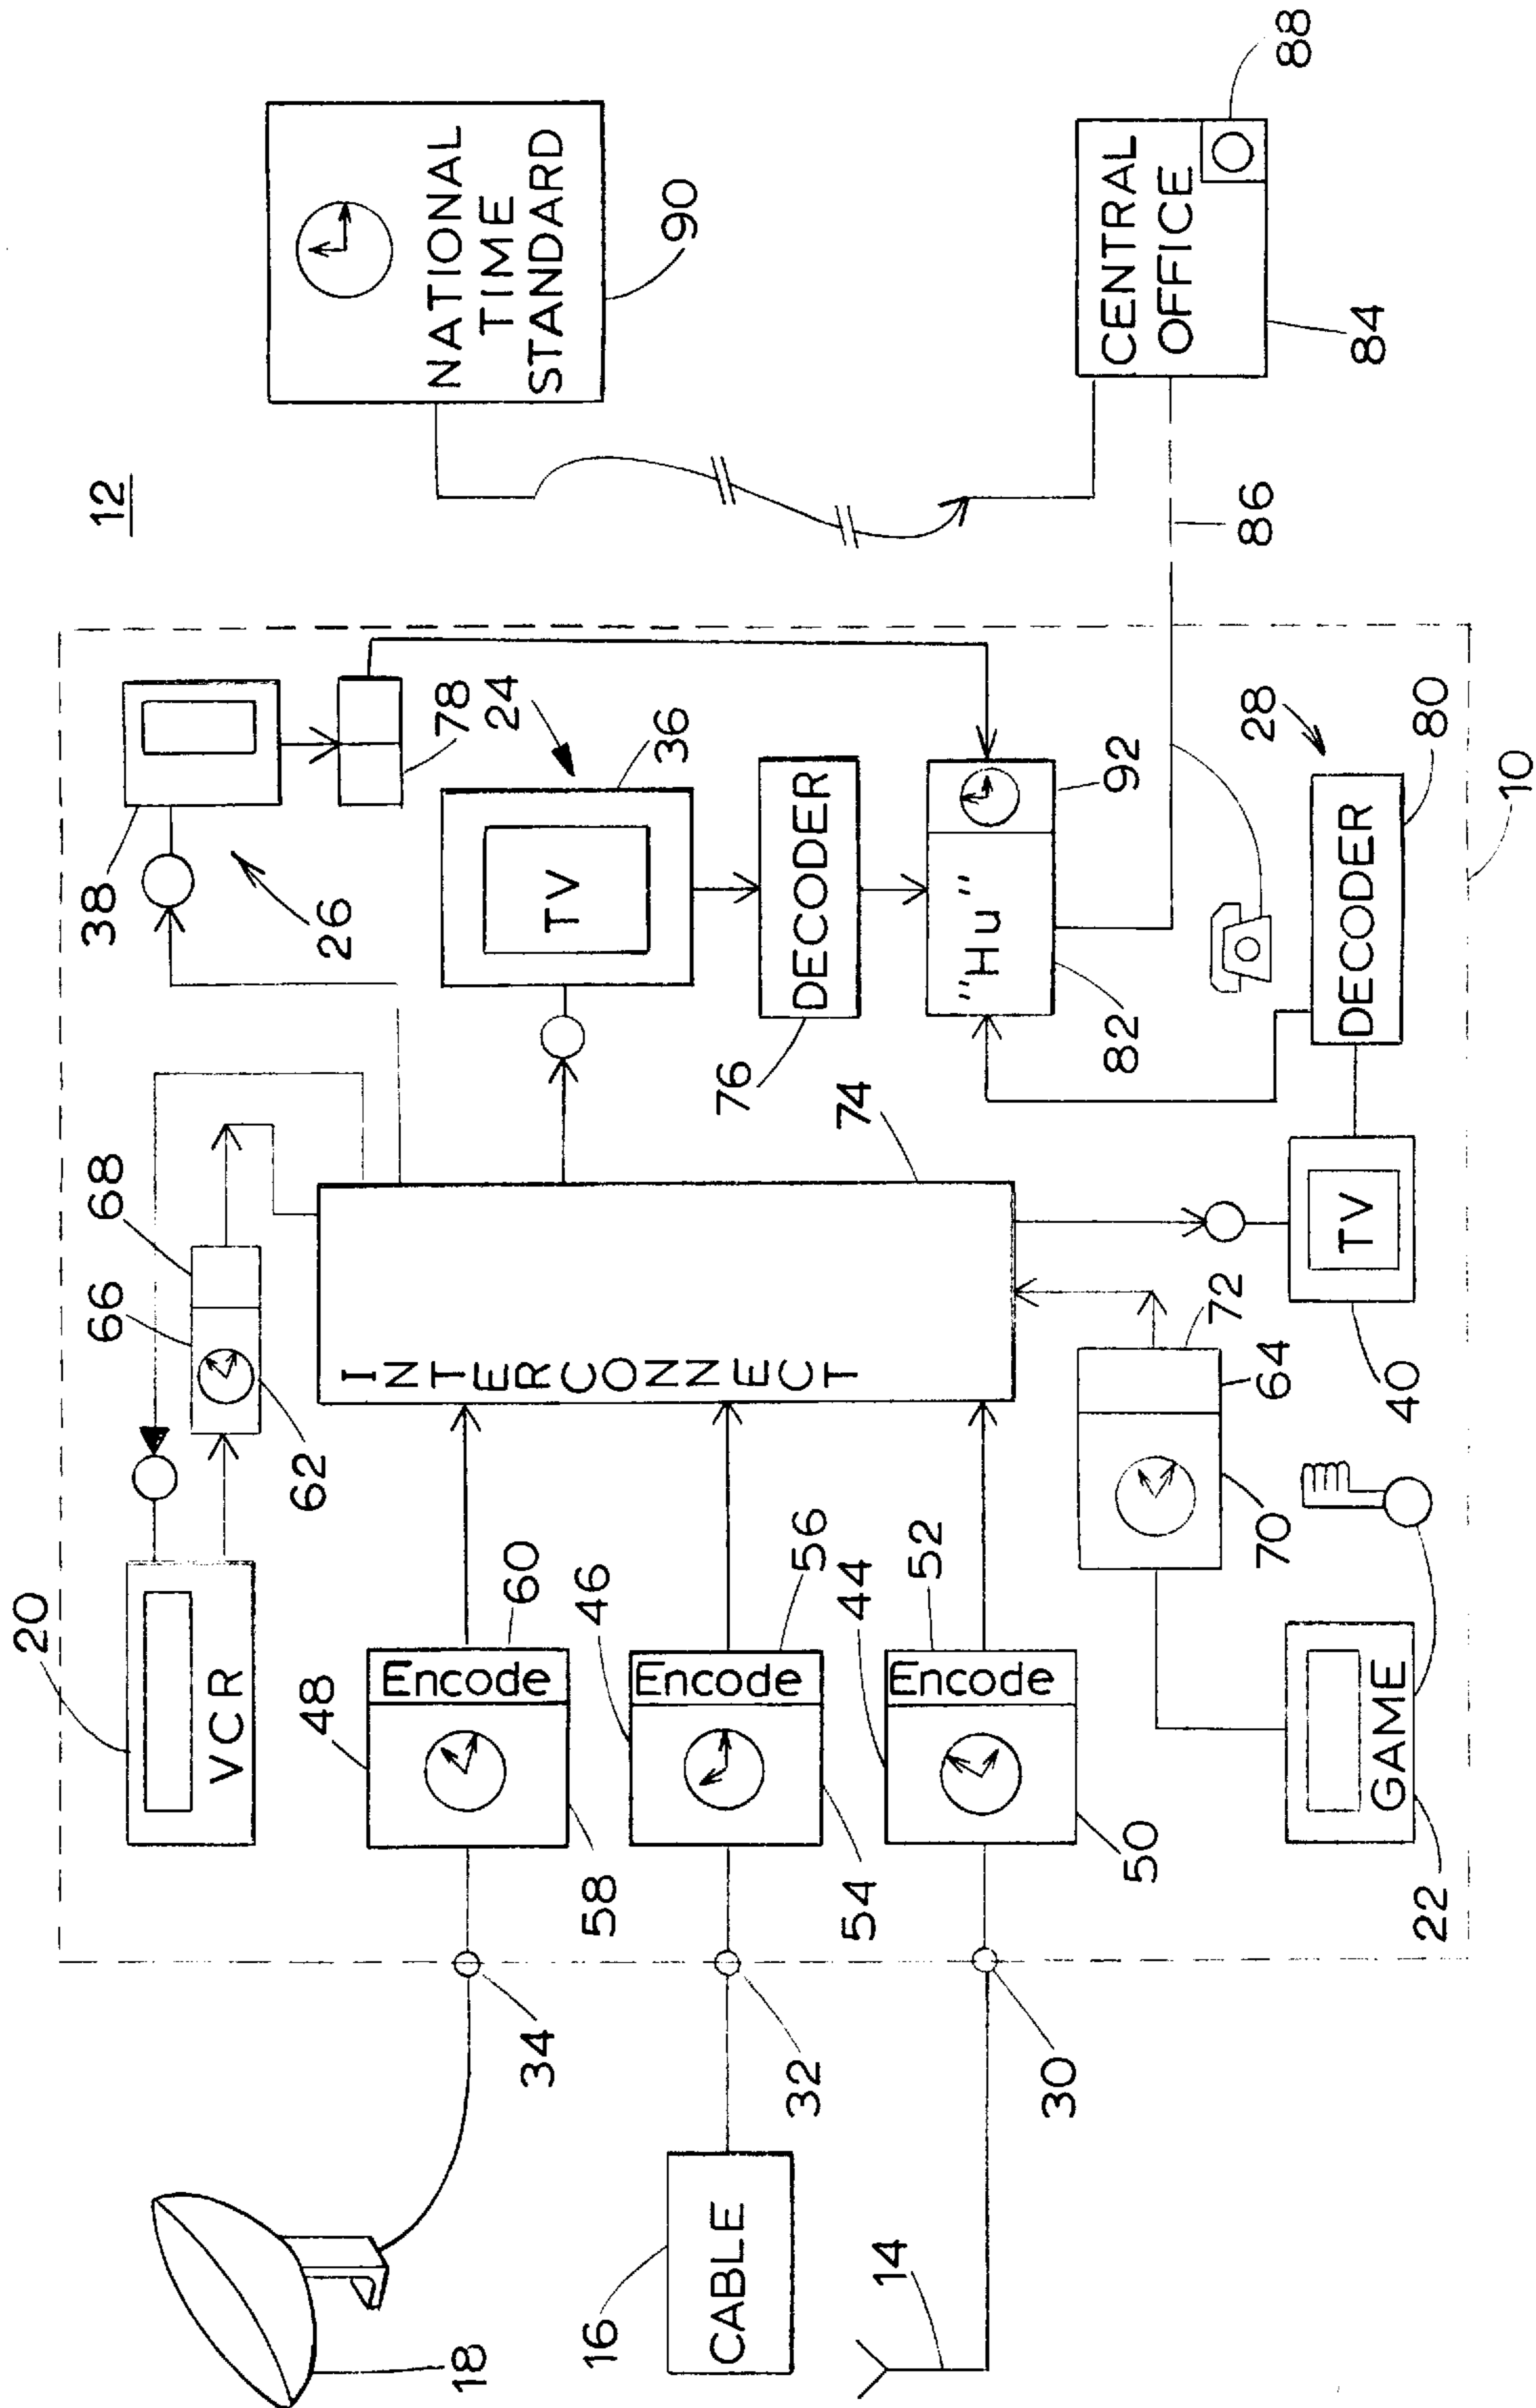 12
20
VCR
62
66
68
38
26
78
24
36
TV
NATIONAL
TIME
STANDARD
90
18
34
48
58
60
Encode
INTERCONNECT
76
DECODER
16
CABLE
32
46
54
56
Encode
74
"Hu"
82
92
86
CENTRAL
OFFICE
84
88
14
30
44
50
52
Encode
22
GAME
70
64
72
40
TV
DECODER
80
28
10